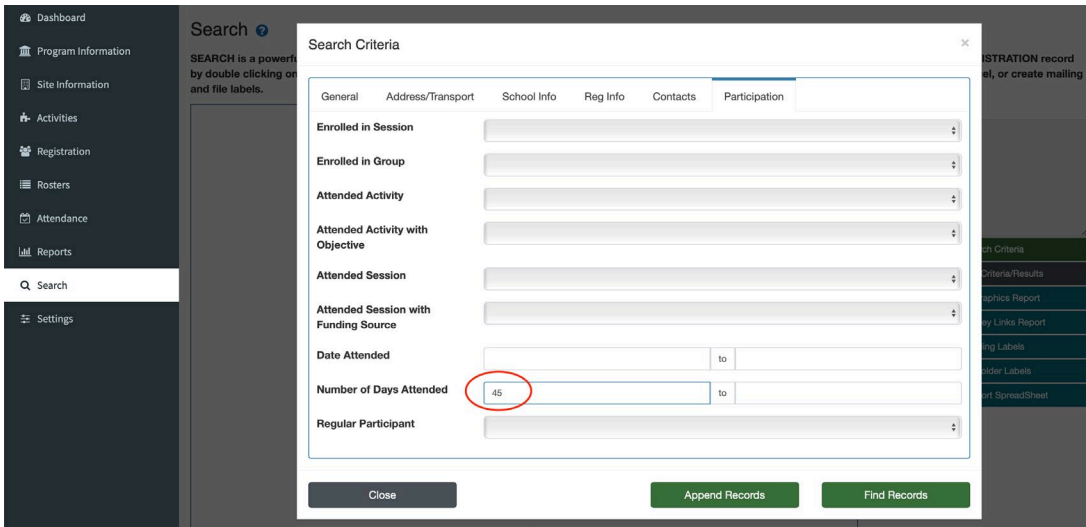 Dashboard
Program Information
Site Information
Activities
Registration
Rosters
Attendance
Reports
Search
Settings
Search ?
SEARCH is a powerfu
by double clicking on
and file labels.
ISTRATION record
el, or create mailing
Search Criteria
×
General Address/Transport School Info Reg Info Contacts Participation
Enrolled in Session
Enrolled in Group
Attended Activity
Attended Activity with
Objective
Attended Session
Attended Session with
Funding Source
Date Attended to
Number of Days Attended 45 to
Regular Participant
Close Append Records Find Records
ch Criteria
Criteria/Results
raphics Report
ey Links Report
ling Labels
older Labels
ort SpreadSheet